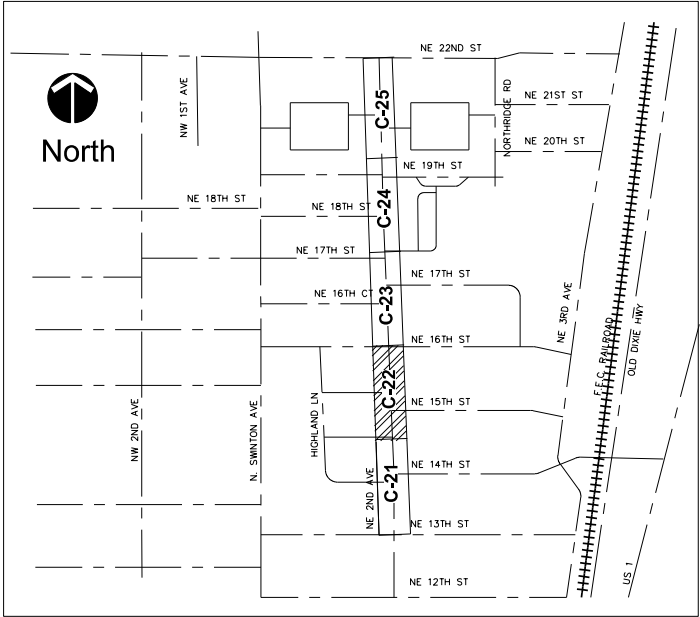 NE 22ND ST
NW 1ST AVE
C-25
NE 21ST ST
NORTHRIDGE RD
NE 20TH ST
North
NE 19TH ST
NE 18TH ST
NE 18TH ST
C-24
NE 17TH ST
NE 17TH ST
C-23
NE 16TH CT
NE 3RD AVE
NE 16TH ST
F.E.C. RAILROAD
OLD DIXIE HWY
C-22
HIGHLAND LN
NE 15TH ST
NW 2ND AVE
N. SWINTON AVE
NE 14TH ST
C-21
NE 2ND AVE
NE 13TH ST
NE 12TH ST
US 1